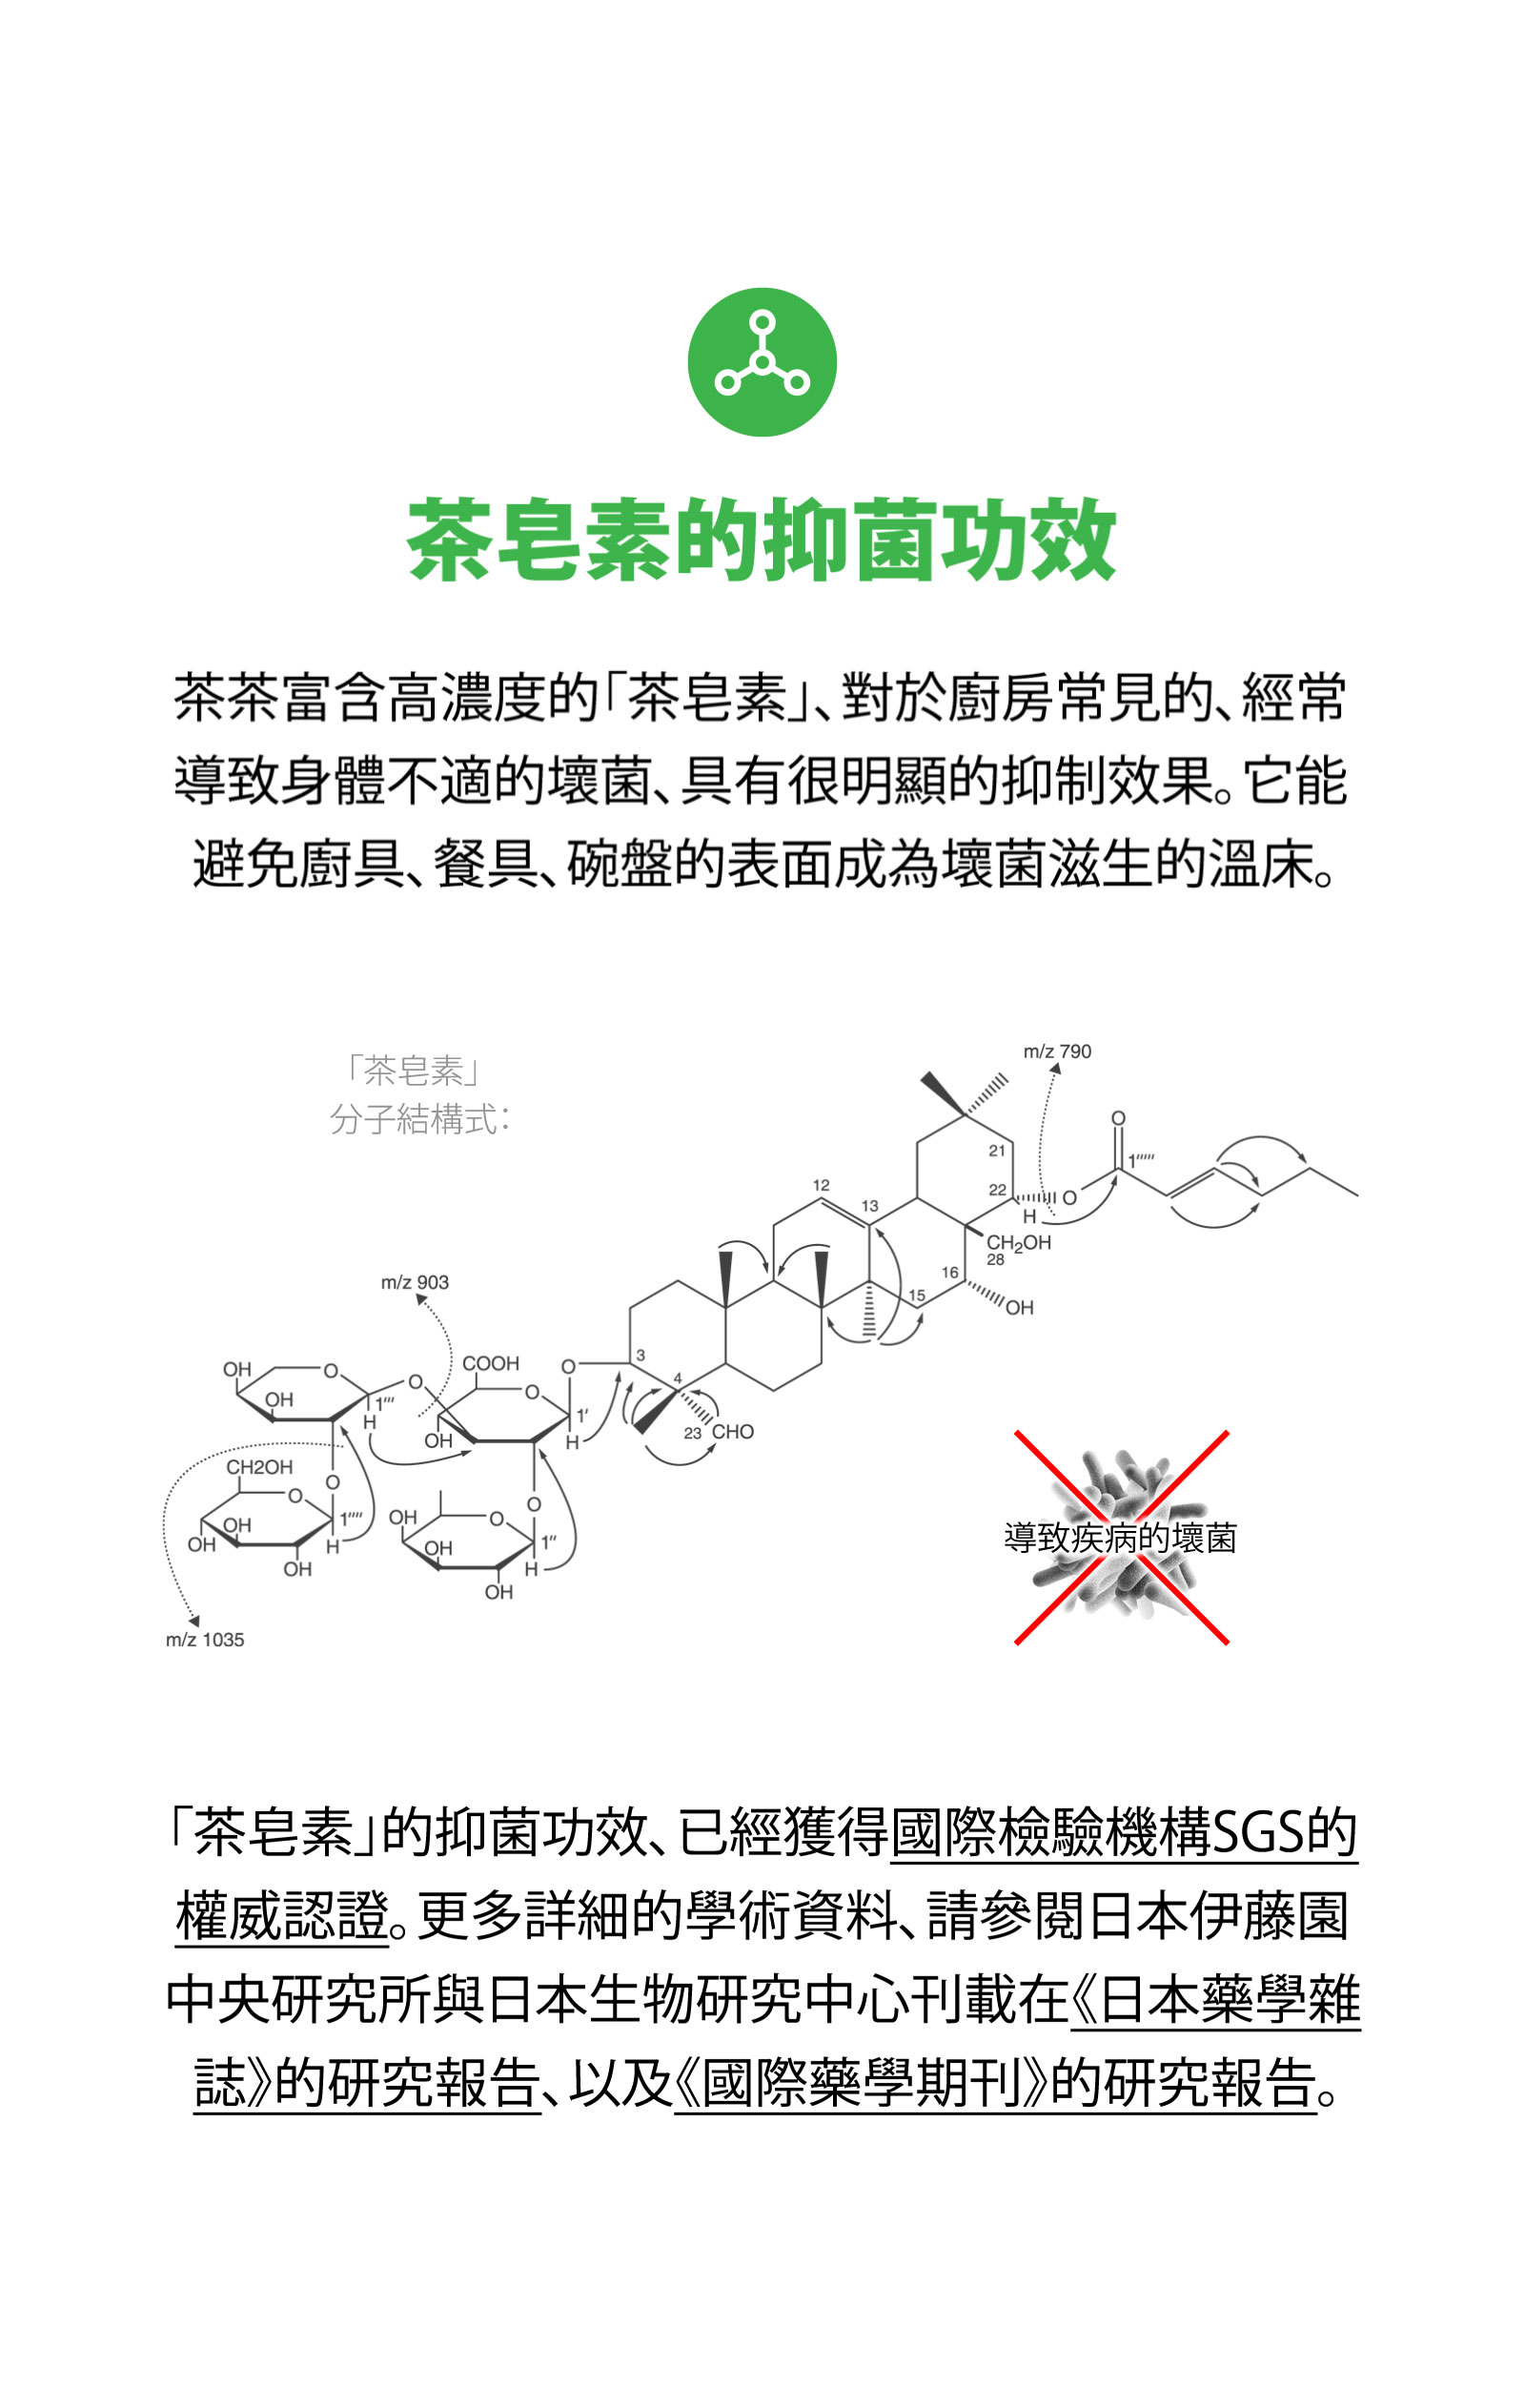 茶皂素的抑菌功效
茶茶富含高濃度的「茶皂素」、對於廚房常見的、經常
導致身體不適的壞菌、具有很明顯的抑制效果。它能
避免廚具、餐具、碗盤的表面成為壞菌滋生的溫床。
「茶皂素」
分子結構式：
m/z 790
O
1'''''
21
22
O
H
12
13
CH₂OH
28
16
15
OH
m/z 903
3
4
23 CHO
O
COOH
O
1'
H
OH
O
OH
O
OH
1'''
H
CH2OH
O
O
1''''
H
OH
OH
OH
O
OH
O
OH
1''
H
OH
m/z 1035
導致疾病的壞菌
「茶皂素」的抑菌功效、已經獲得國際檢驗機構SGS的
權威認證。更多詳細的學術資料、請參閱日本伊藤園
中央研究所與日本生物研究中心刊載在《日本藥學雜
誌》的研究報告、以及《國際藥學期刊》的研究報告。